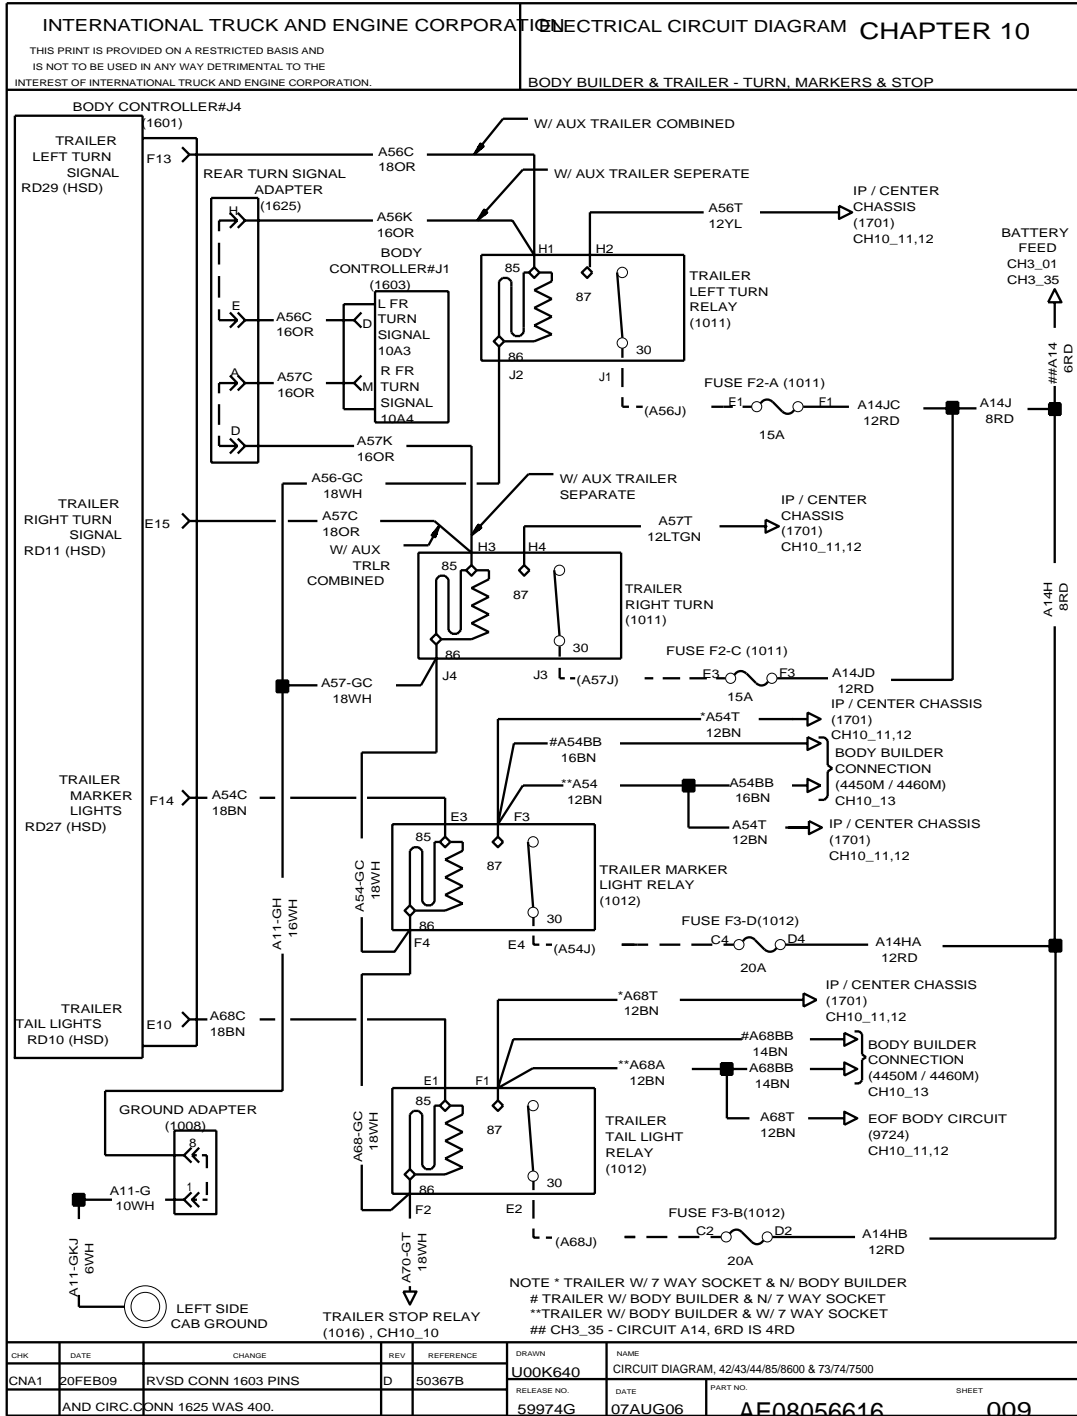 INTERNATIONAL TRUCK AND ENGINE CORPORATION
ELECTRICAL CIRCUIT DIAGRAM CHAPTER 10
THIS PRINT IS PROVIDED ON A RESTRICTED BASIS AND
IS NOT TO BE USED IN ANY WAY DETRIMENTAL TO THE
INTEREST OF INTERNATIONAL TRUCK AND ENGINE CORPORATION.
BODY BUILDER & TRAILER - TURN, MARKERS & STOP
BODY CONTROLLER#J4
(1601)
TRAILER
LEFT TURN
SIGNAL
RD29 (HSD)
F13
A56C
18OR
W/ AUX TRAILER COMBINED
REAR TURN SIGNAL
ADAPTER
(1625)
W/ AUX TRAILER SEPERATE
H
A56K
16OR
A56T
12YL
IP / CENTER
CHASSIS
(1701)
CH10_11,12
BATTERY
FEED
CH3_01
CH3_35
BODY
CONTROLLER#J1
(1603)
H1
H2
85
87
86
30
J2
J1
TRAILER
LEFT TURN
RELAY
(1011)
E
A56C
16OR
D
L FR
TURN
SIGNAL
10A3
A
A57C
16OR
M
R FR
TURN
SIGNAL
10A4
##A14
6RD
(A56J)
FUSE F2-A (1011)
E1
F1
15A
A14JC
12RD
A14J
8RD
D
A57K
16OR
A56-GC
18WH
W/ AUX TRAILER
SEPARATE
TRAILER
RIGHT TURN
SIGNAL
RD11 (HSD)
E15
A57C
18OR
W/ AUX
TRLR
COMBINED
A57T
12LTGN
IP / CENTER
CHASSIS
(1701)
CH10_11,12
H3
H4
85
87
86
30
J4
J3
TRAILER
RIGHT TURN
(1011)
A14H
8RD
A57-GC
18WH
(A57J)
FUSE F2-C (1011)
E3
F3
15A
A14JD
12RD
*A54T
12BN
IP / CENTER CHASSIS
(1701)
CH10_11,12
#A54BB
16BN
BODY BUILDER
CONNECTION
(4450M / 4460M)
CH10_13
**A54
12BN
A54BB
16BN
A54T
12BN
IP / CENTER CHASSIS
(1701)
CH10_11,12
TRAILER
MARKER
LIGHTS
RD27 (HSD)
F14
A54C
18BN
E3
F3
85
87
86
30
F4
E4
TRAILER MARKER
LIGHT RELAY
(1012)
A54-GC
18WH
A11-GH
16WH
(A54J)
FUSE F3-D(1012)
C4
D4
20A
A14HA
12RD
*A68T
12BN
IP / CENTER CHASSIS
(1701)
CH10_11,12
TRAILER
TAIL LIGHTS
RD10 (HSD)
E10
A68C
18BN
#A68BB
14BN
BODY BUILDER
CONNECTION
(4450M / 4460M)
CH10_13
**A68A
12BN
A68BB
14BN
A68T
12BN
EOF BODY CIRCUIT
(9724)
CH10_11,12
E1
F1
85
87
86
30
F2
E2
TRAILER
TAIL LIGHT
RELAY
(1012)
A68-GC
18WH
GROUND ADAPTER
(1008)
8
1
A11-G
10WH
A11-GKJ
6WH
LEFT SIDE
CAB GROUND
(A68J)
FUSE F3-B(1012)
C2
D2
20A
A14HB
12RD
A70-GT
18WH
TRAILER STOP RELAY
(1016) , CH10_10
NOTE * TRAILER W/ 7 WAY SOCKET & N/ BODY BUILDER
# TRAILER W/ BODY BUILDER & N/ 7 WAY SOCKET
**TRAILER W/ BODY BUILDER & W/ 7 WAY SOCKET
## CH3_35 - CIRCUIT A14, 6RD IS 4RD
CHK DATE CHANGE REV REFERENCE
CNA1 20FEB09 RVSD CONN 1603 PINS D 50367B
AND CIRC.CONN 1625 WAS 400.
DRAWN
U00K640
NAME
CIRCUIT DIAGRAM, 42/43/44/85/8600 & 73/74/7500
RELEASE NO.
59974G
DATE
07AUG06
PART NO.
AE08056616
SHEET
009